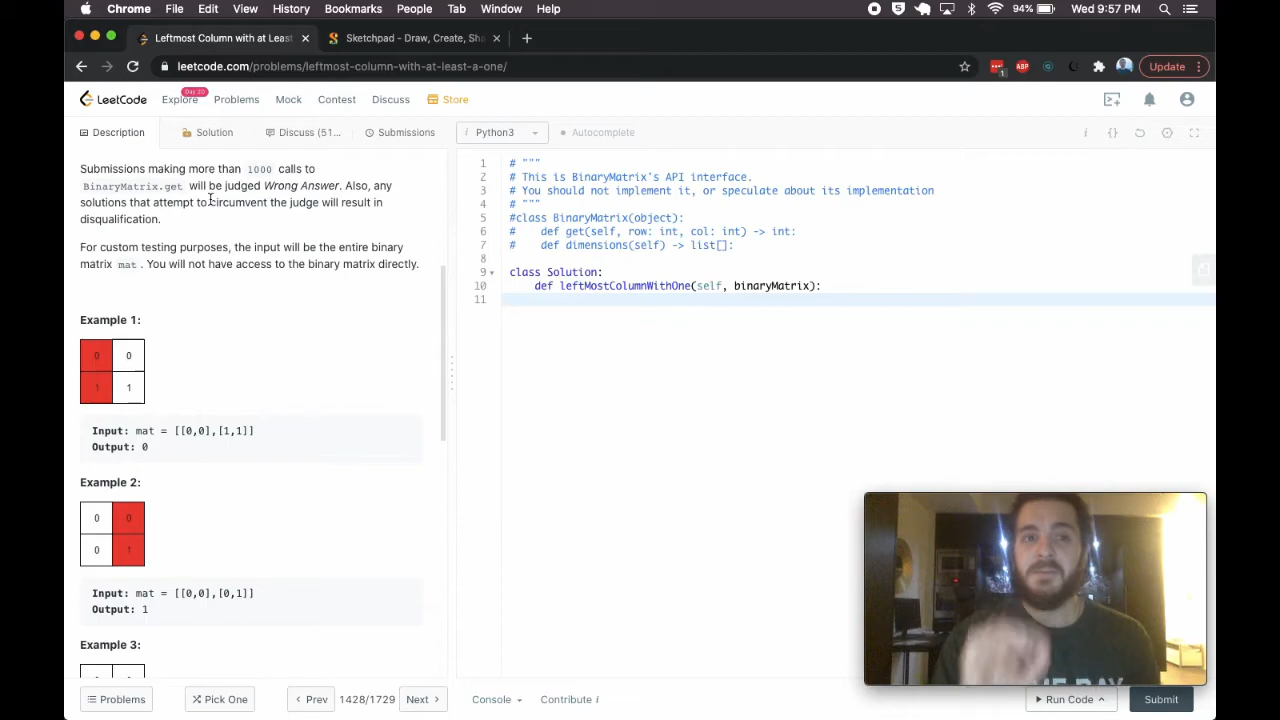 Chrome File Edit View History Bookmarks People Tab Window Help 94% Wed 9:57 PM
Leftmost Column with at Least
Sketchpad - Draw, Create, Sha
leetcode.com/problems/leftmost-column-with-at-least-a-one/
1
ABP
Update
LeetCode Explore Day 20 Problems Mock Contest Discuss Store
Description Solution Discuss (51... Submissions
i Python3 Autocomplete i {}
Submissions making more than 1000 calls to
BinaryMatrix.get will be judged Wrong Answer. Also, any
solutions that attempt to circumvent the judge will result in
disqualification.
For custom testing purposes, the input will be the entire binary
matrix mat . You will not have access to the binary matrix directly.
Example 1:
0 0
1 1
Input: mat = [[0,0],[1,1]]
Output: 0
Example 2:
0 0
0 1
Input: mat = [[0,0],[0,1]]
Output: 1
Example 3:
1 # """
2 # This is BinaryMatrix's API interface.
3 # You should not implement it, or speculate about its implementation
4 # """
5 #class BinaryMatrix(object):
6 # def get(self, row: int, col: int) -> int:
7 # def dimensions(self) -> list[]:
8
9 class Solution:
10 def leftMostColumnWithOne(self, binaryMatrix):
11
Problems Pick One Prev 1428/1729 Next Console Contribute i Run Code Submit